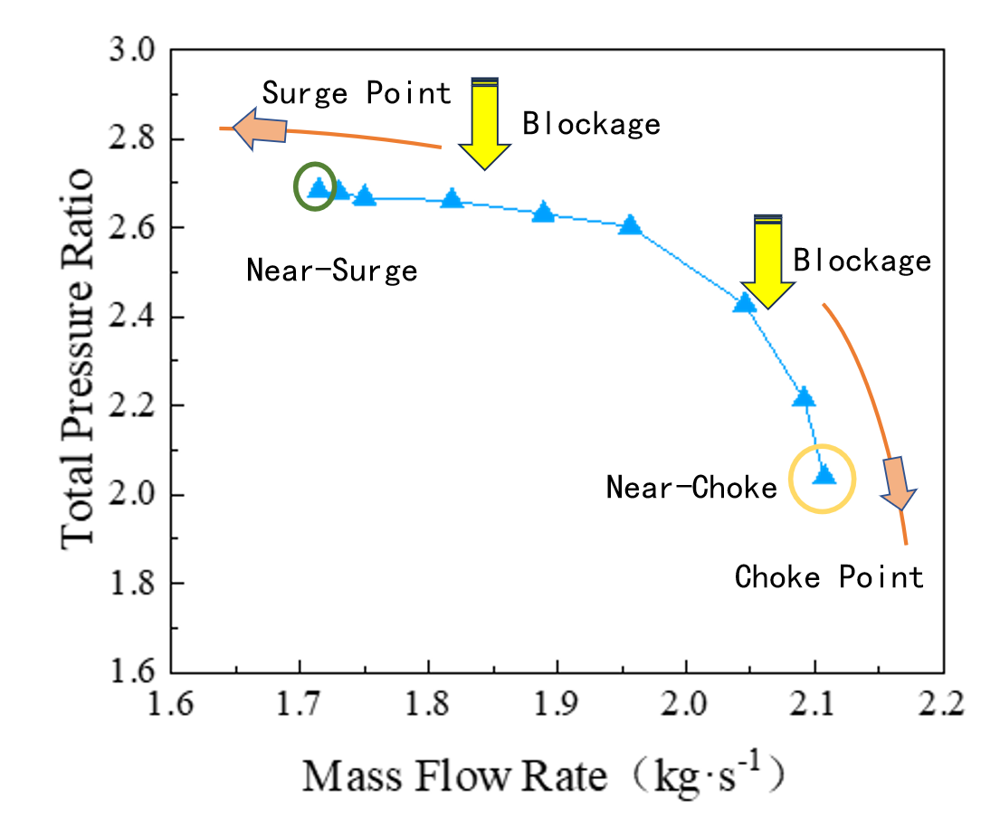 3.0
2.8
2.6
2.4
2.2
2.0
1.8
1.6
Total Pressure Ratio
Surge Point
Blockage
Near-Surge
Blockage
Near-Choke
Choke Point
1.6 1.7 1.8 1.9 2.0 2.1 2.2
Mass Flow Rate（kg·s⁻¹）